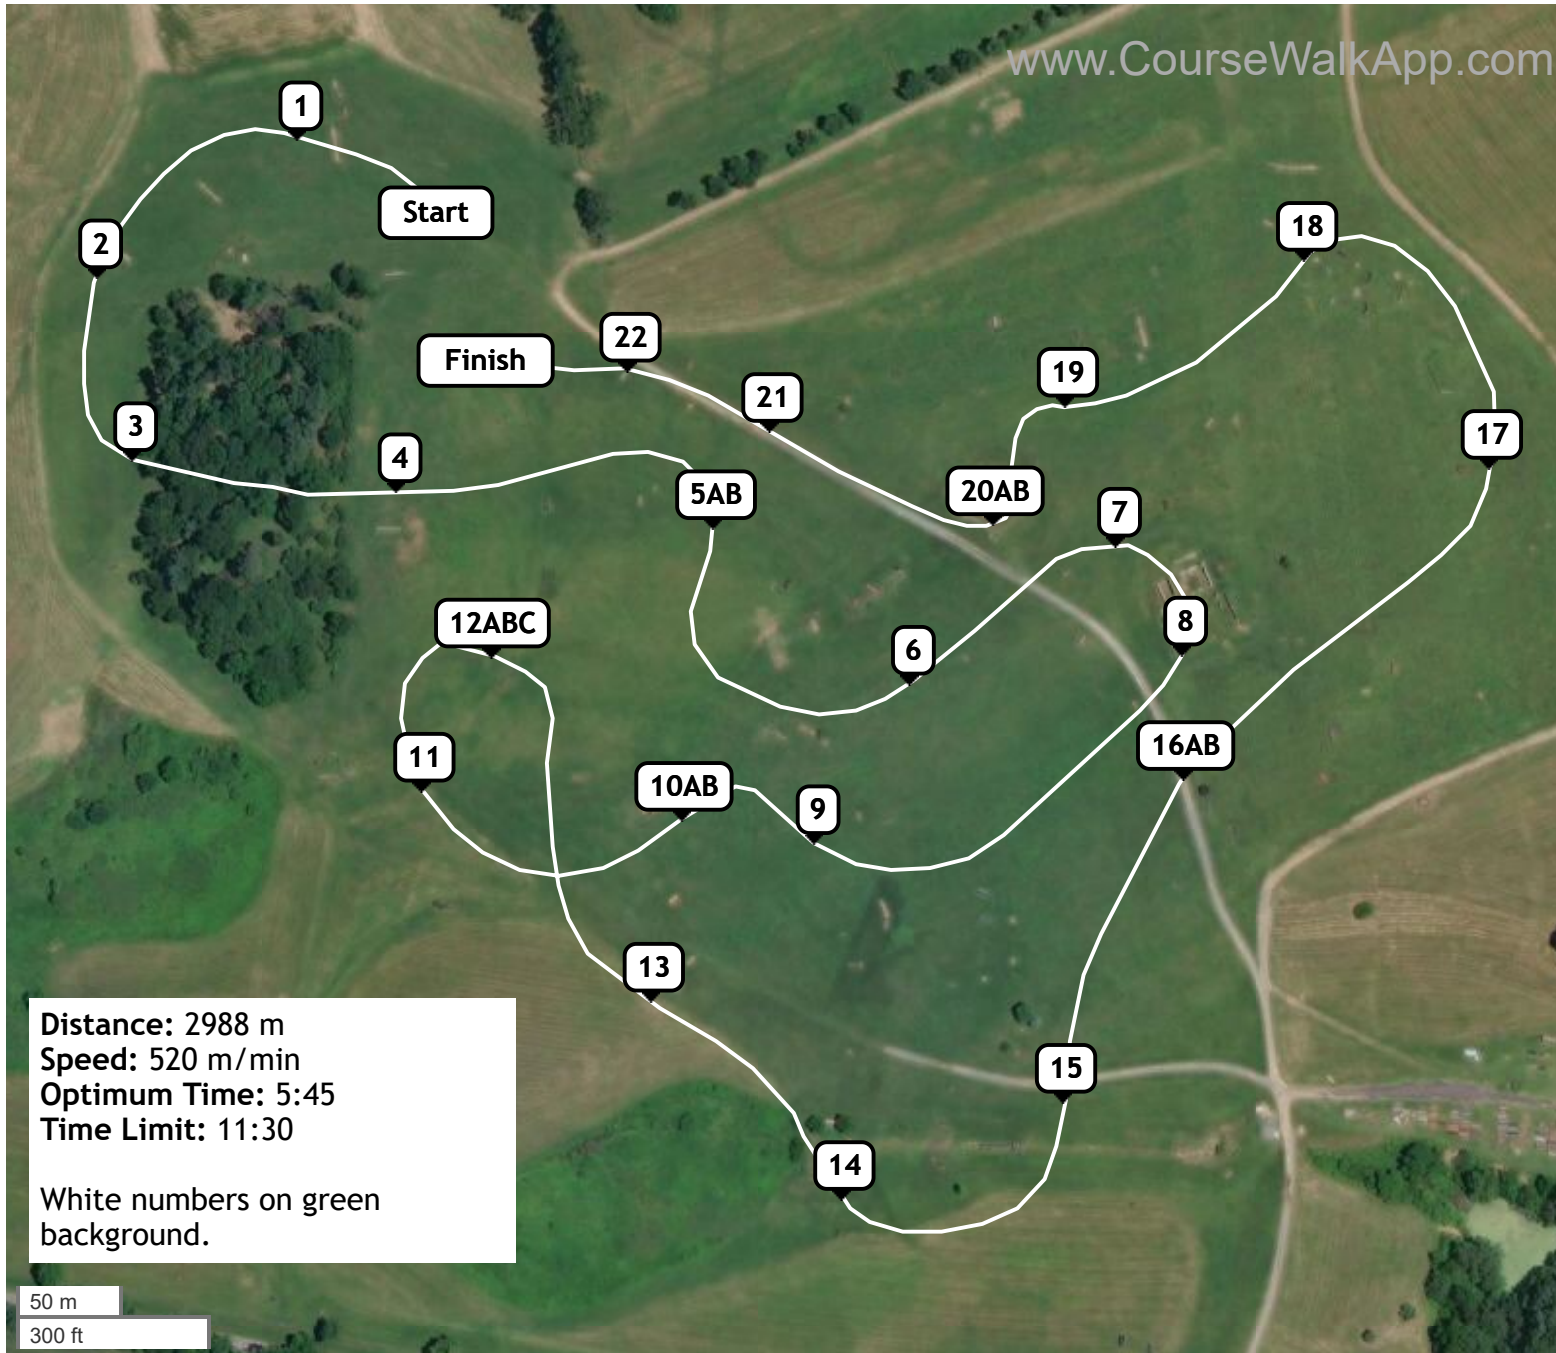 www.CourseWalkApp.com
1
Start
2
18
22
Finish
19
21
3
17
4
20AB
5AB
7
8
12ABC
6
16AB
11
10AB
9
13
15
14
Distance: 2988 m
Speed: 520 m/min
Optimum Time: 5:45
Time Limit: 11:30
White numbers on green
background.
50 m
300 ft